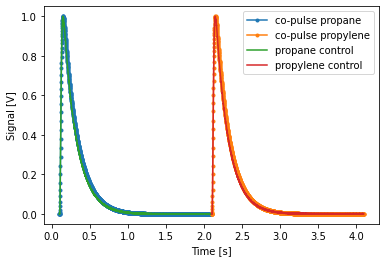 co-pulse propane
co-pulse propylene
propane control
propylene control
Signal [V]
1.0
0.8
0.6
0.4
0.2
0.0
0.0 0.5 1.0 1.5 2.0 2.5 3.0 3.5 4.0
Time [s]